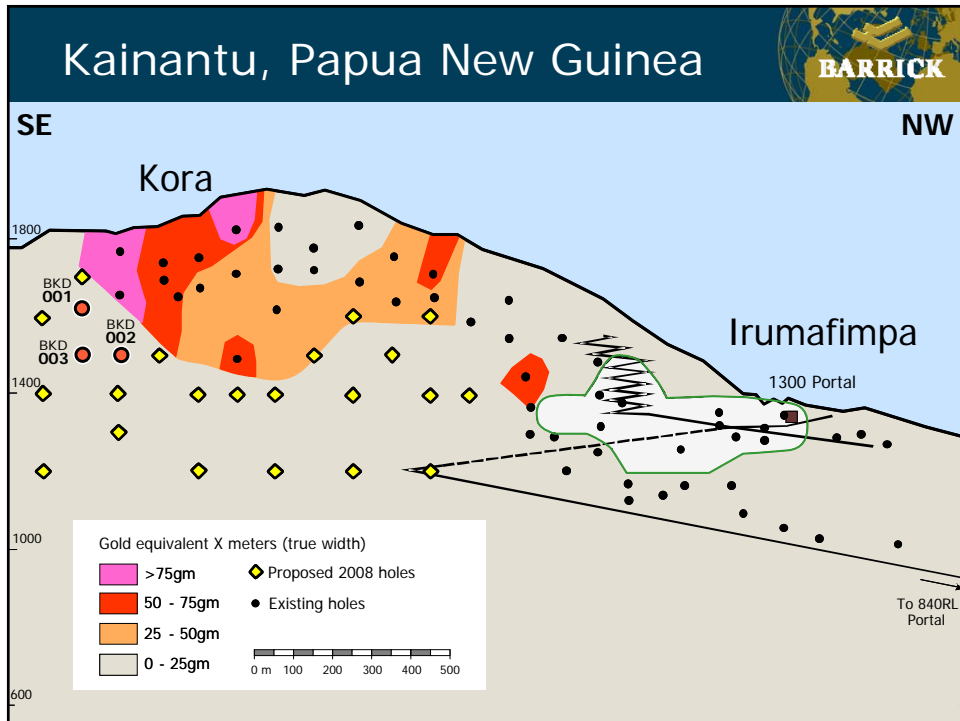 Kainantu, Papua New Guinea
BARRICK
SE
NW
Kora
1800
BKD
001
BKD
002
BKD
003
Irumafimpa
1300 Portal
1400
1000
Gold equivalent X meters (true width)
>75gm
50 - 75gm
25 - 50gm
0 - 25gm
Proposed 2008 holes
Existing holes
0 m 100 200 300 400 500
To 840RL
Portal
600